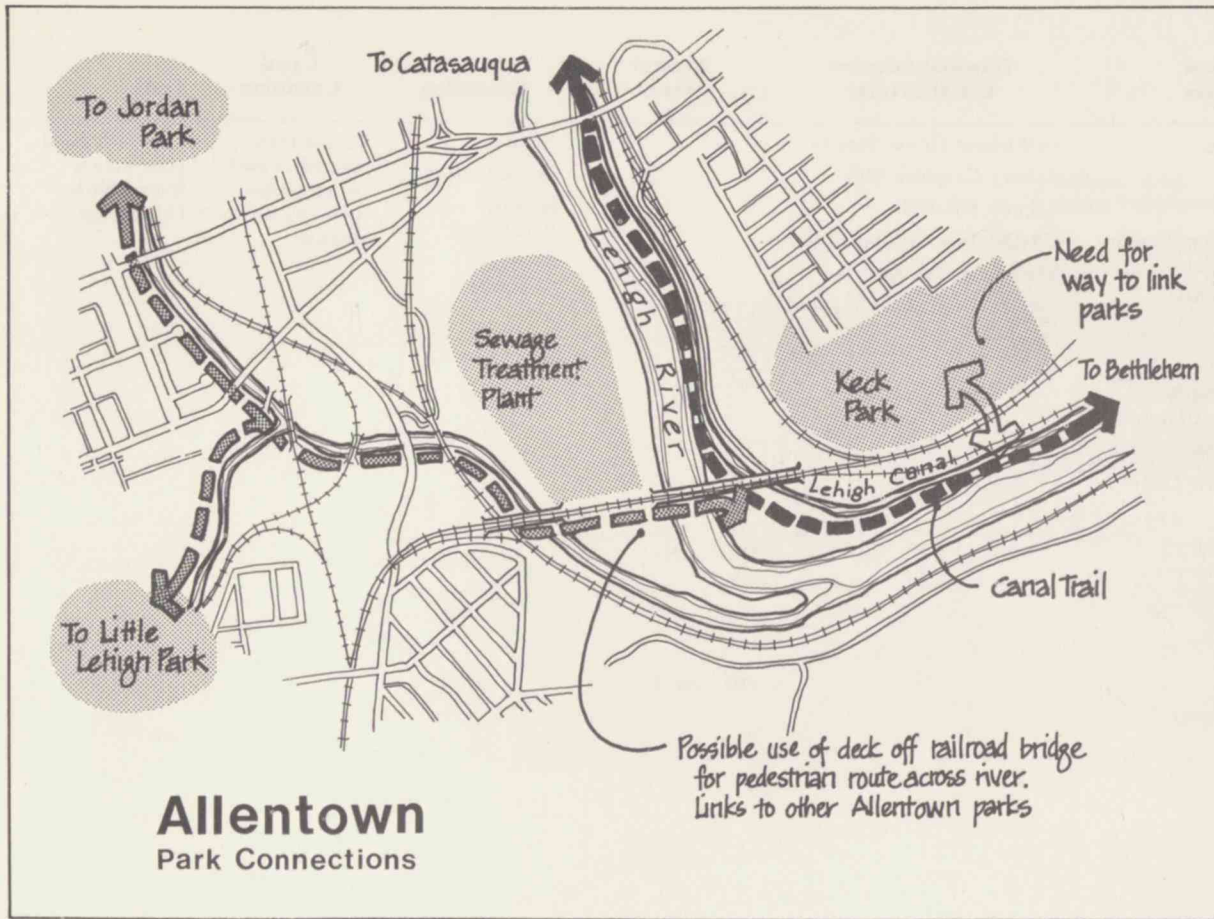 To Catasauqua
To Jordan
Park
Need for
way to link
parks
Lehigh
River
Sewage
Treatment
Plant
Keck
Park
To Bethlehem
Lehigh Canal
Canal Trail
To Little
Lehigh Park
Possible use of deck off railroad bridge
for pedestrian route across river.
Links to other Allentown parks
Allentown
Park Connections